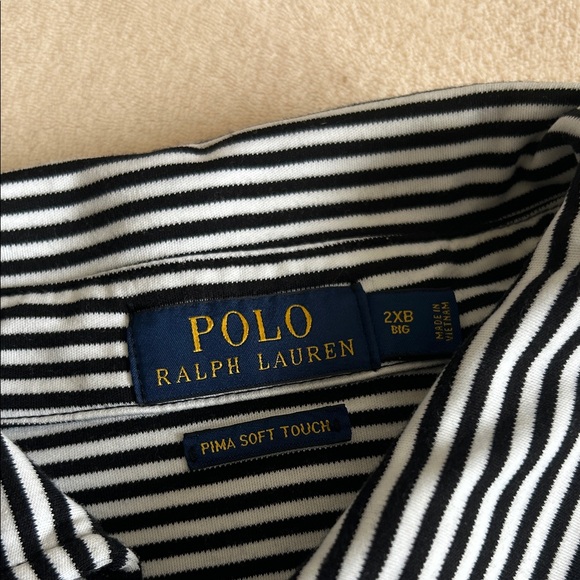 POLO
RALPH LAUREN
2XB
BIG
MADE IN
VIETNAM
PIMA SOFT TOUCH